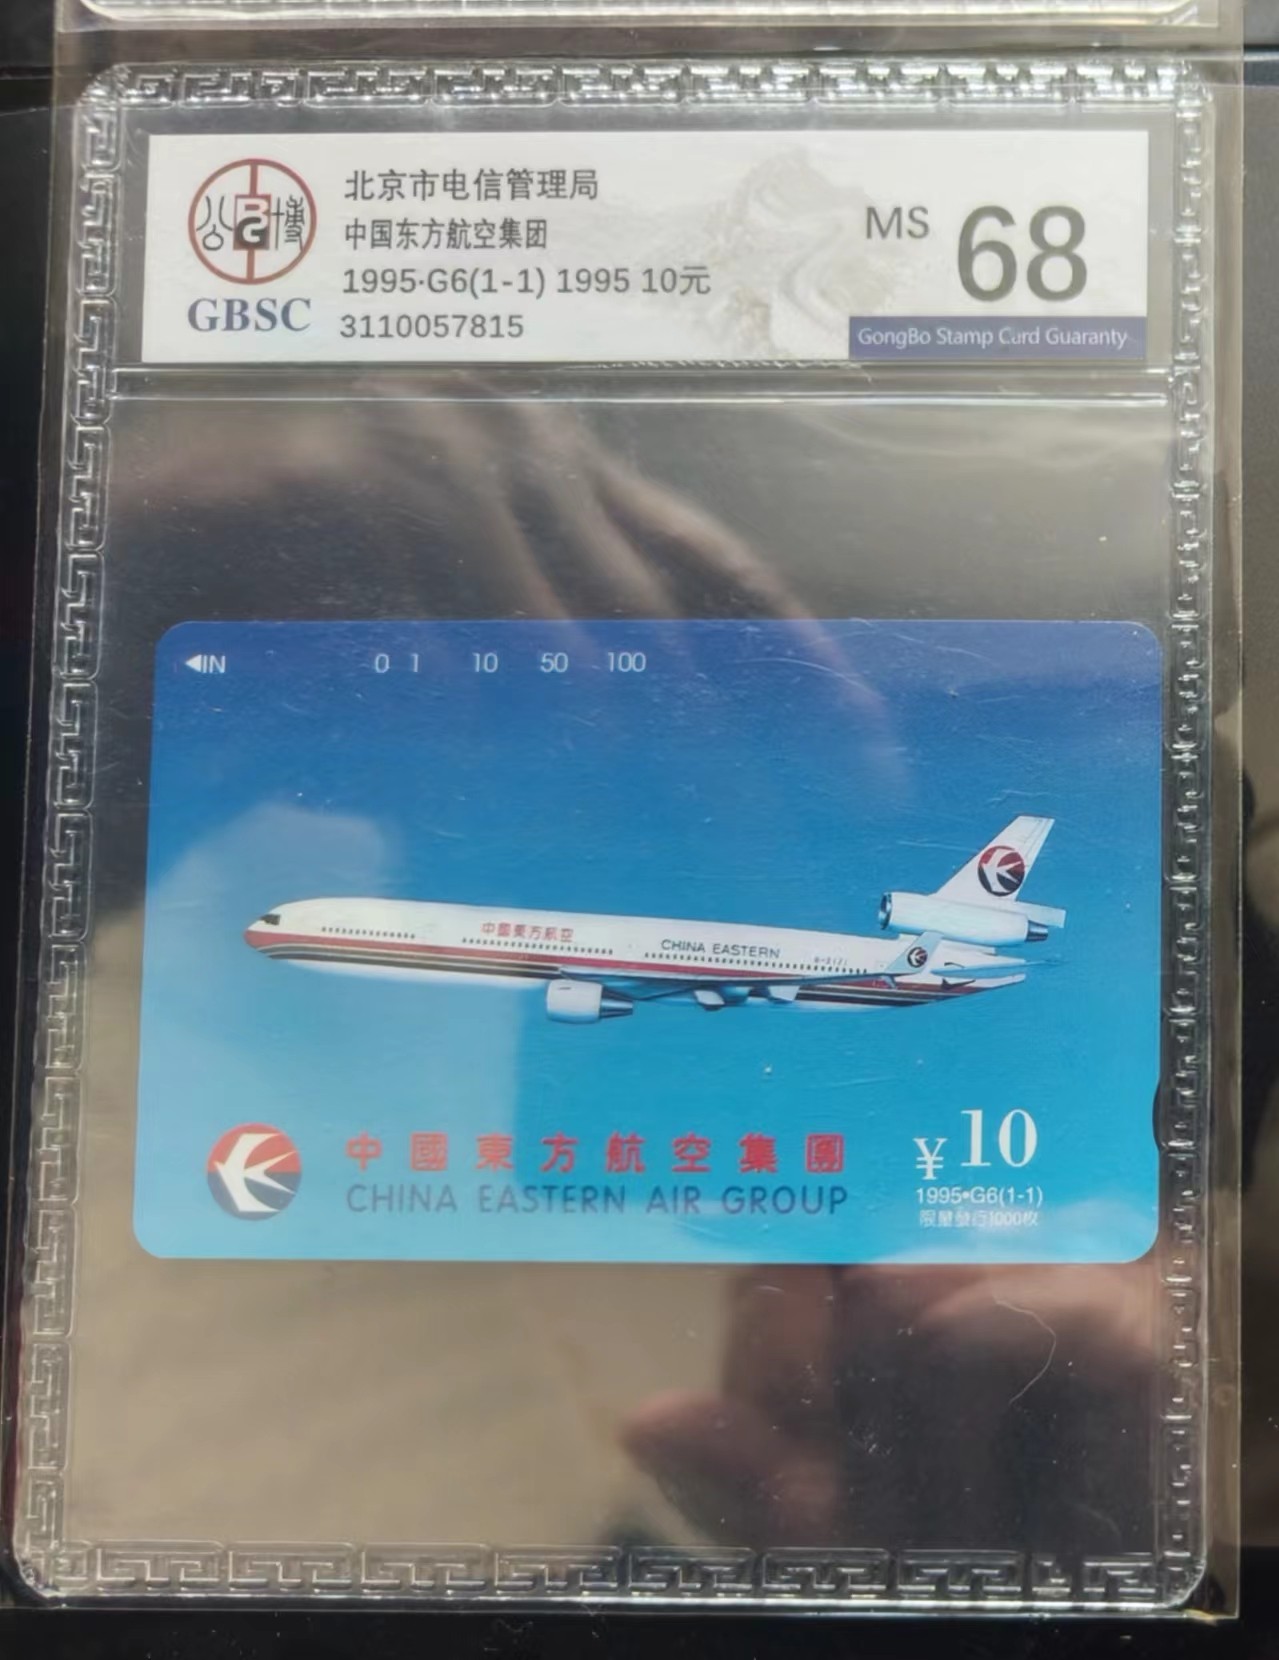 公博
BG
GBSC
北京市电信管理局
中国东方航空集团
1995·G6(1-1) 1995 10元
3110057815
MS 68
GongBo Stamp Card Guaranty
◀IN 0 1 10 50 100
中國東方航空
CHINA EASTERN
中國東方航空集團
CHINA EASTERN AIR GROUP
¥10
1995•G6(1-1)
限量發行1000枚